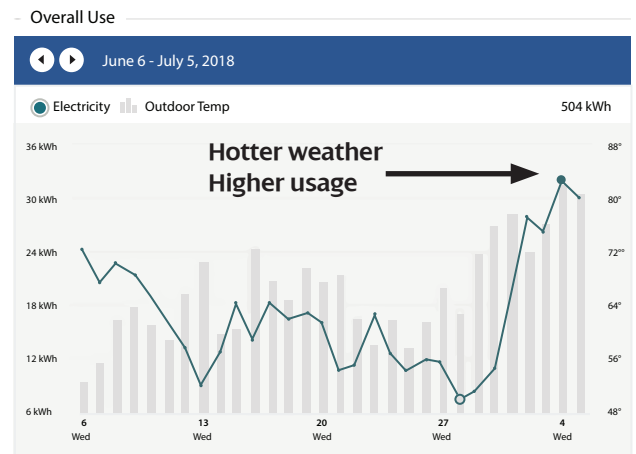 Overall Use
June 6 - July 5, 2018
Electricity Outdoor Temp 504 kWh
Hotter weather
Higher usage
36 kWh 88°
30 kWh 80°
24 kWh 72°°
18 kWh 64°
12 kWh 56°
6 kWh 48°
6 13 20 27 4
Wed Wed Wed Wed Wed